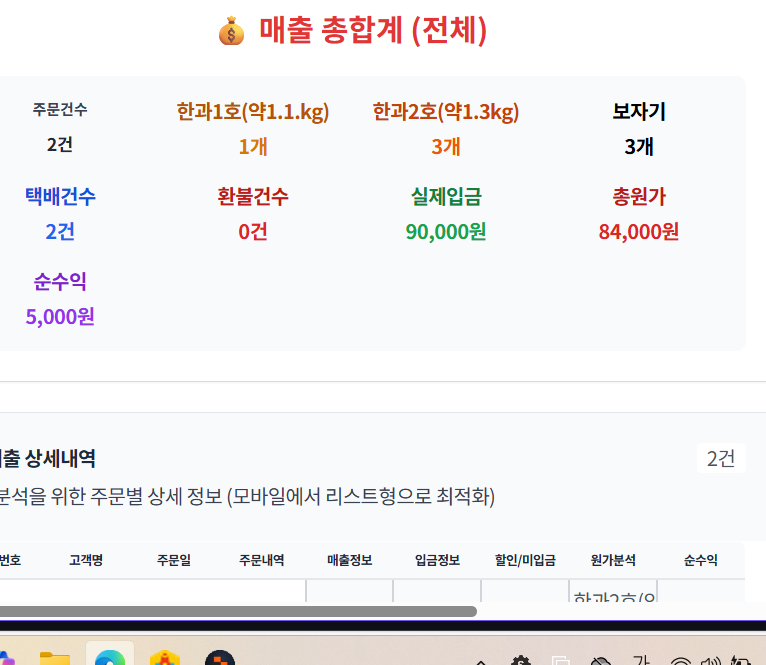 매출 총합계 (전체)
주문건수 한과1호(약1.1.kg) 한과2호(약1.3kg) 보자기
2건 1개 3개 3개
택배건수 환불건수 실제입금 총원가
2건 0건 90,000원 84,000원
순수익
5,000원
출 상세내역 2건
분석을 위한 주문별 상세 정보 (모바일에서 리스트형으로 최적화)
번호 고객명 주문일 주문내역 매출정보 입금정보 할인/미입금 원가분석 순수익
가